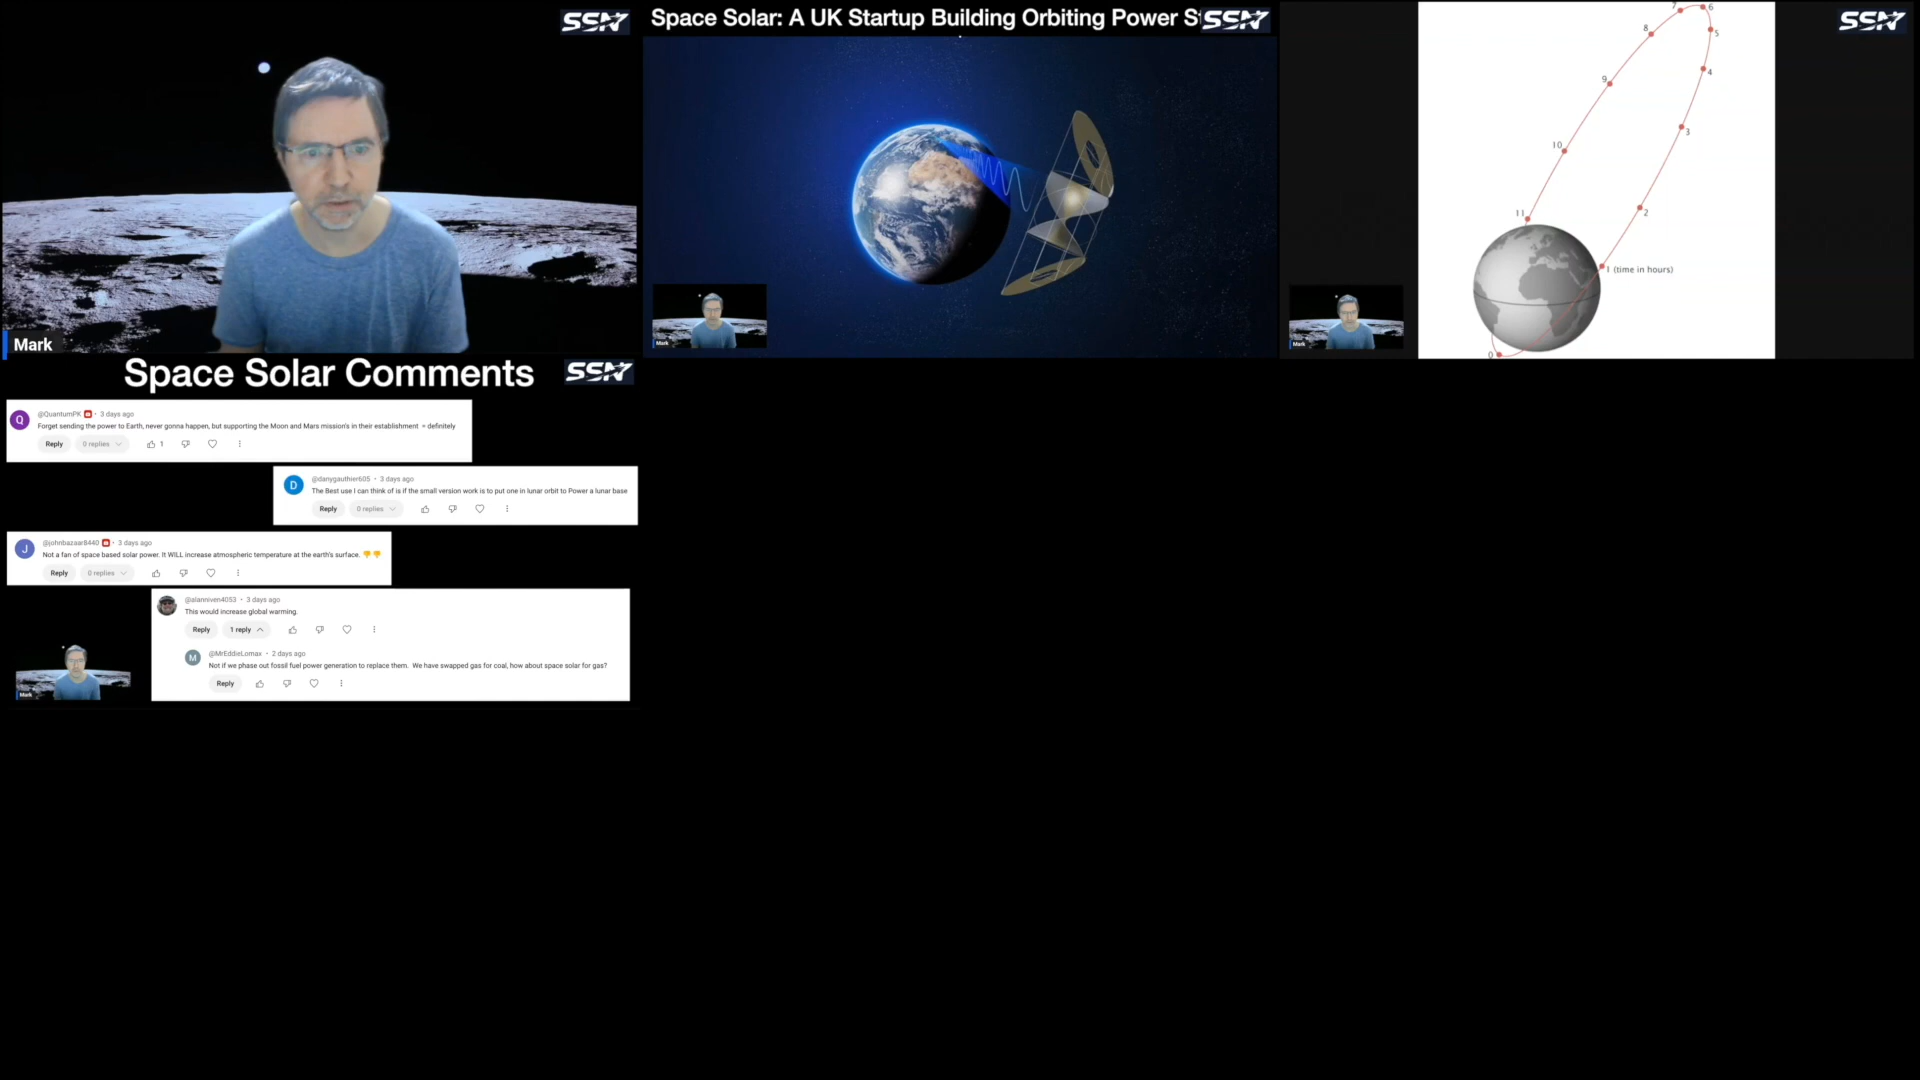 SSN
Mark
Space Solar: A UK Startup Building Orbiting Power S
SSN
Mark
SSN
7
6
8
5
9
4
3
10
2
11
1 (time in hours)
0
Mark
Space Solar Comments
SSN
Q
@QuantumPK · 3 days ago
Forget sending the power to Earth, never gonna happen, but supporting the Moon and Mars mission's in their establishment = definitely
Reply 0 replies 1
D
@danygauthier605 · 3 days ago
The Best use I can think of is if the small version work is to put one in lunar orbit to Power a lunar base
Reply 0 replies
J
@johnbazaar8440 · 3 days ago
Not a fan of space based solar power. It WILL increase atmospheric temperature at the earth's surface. 👎👎
Reply 0 replies
@alanniven4053 · 3 days ago
This would increase global warming.
Reply 1 reply
M
@MrEddieLomax · 2 days ago
Not if we phase out fossil fuel power generation to replace them. We have swapped gas for coal, how about space solar for gas?
Reply
Mark